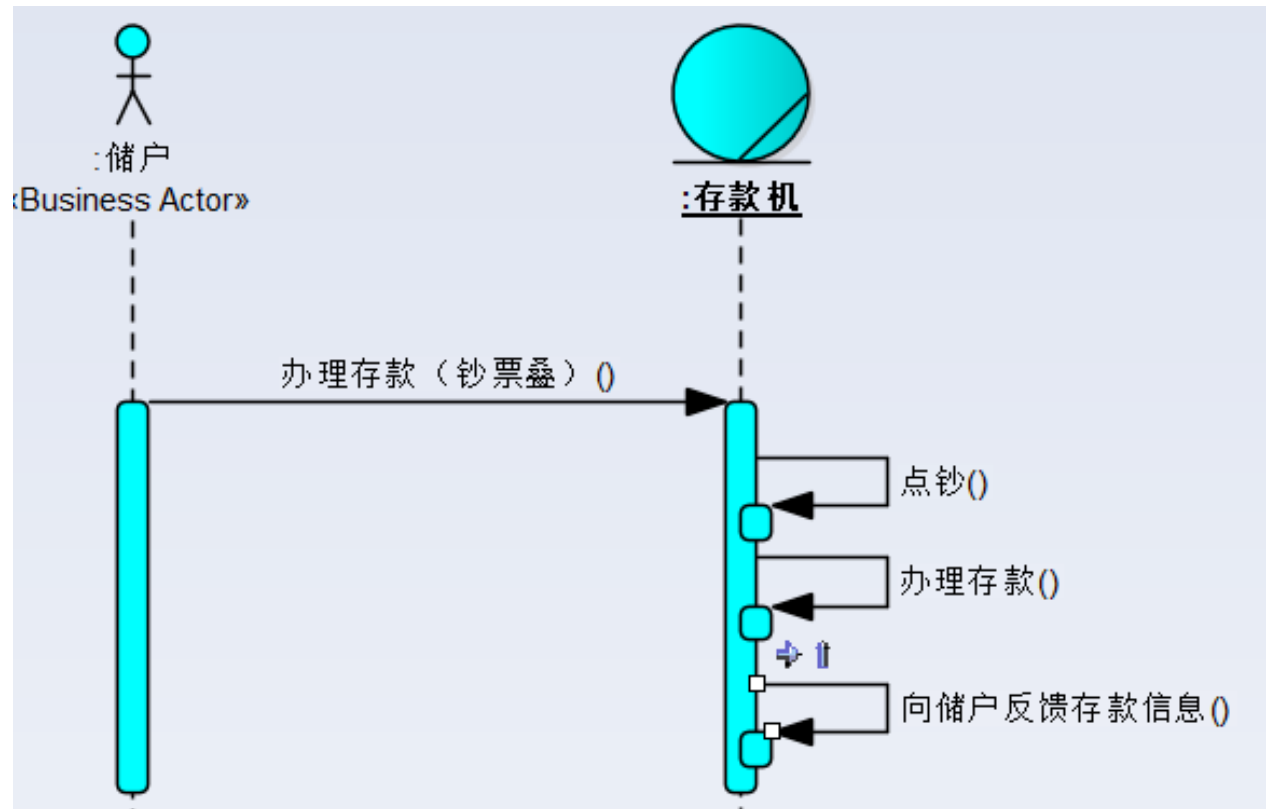 :储户
«Business Actor»
:存款机
办理存款（钞票叠）()
点钞()
办理存款()
向储户反馈存款信息()